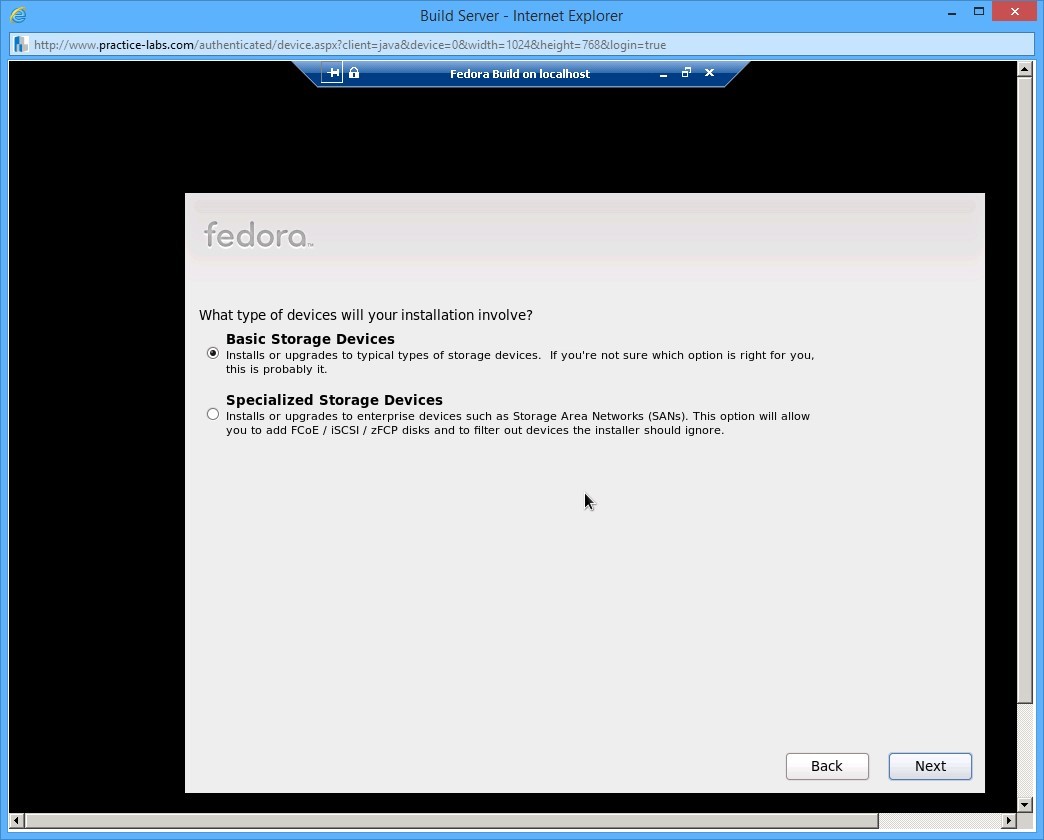 Build Server - Internet Explorer
http://www.practice-labs.com/authenticated/device.aspx?client=java&device=0&width=1024&height=768&login=true
Fedora Build on localhost
fedora™
What type of devices will your installation involve?
Basic Storage Devices
Installs or upgrades to typical types of storage devices.  If you're not sure which option is right for you,
this is probably it.
Specialized Storage Devices
Installs or upgrades to enterprise devices such as Storage Area Networks (SANs). This option will allow
you to add FCoE / iSCSI / zFCP disks and to filter out devices the installer should ignore.
Back
Next